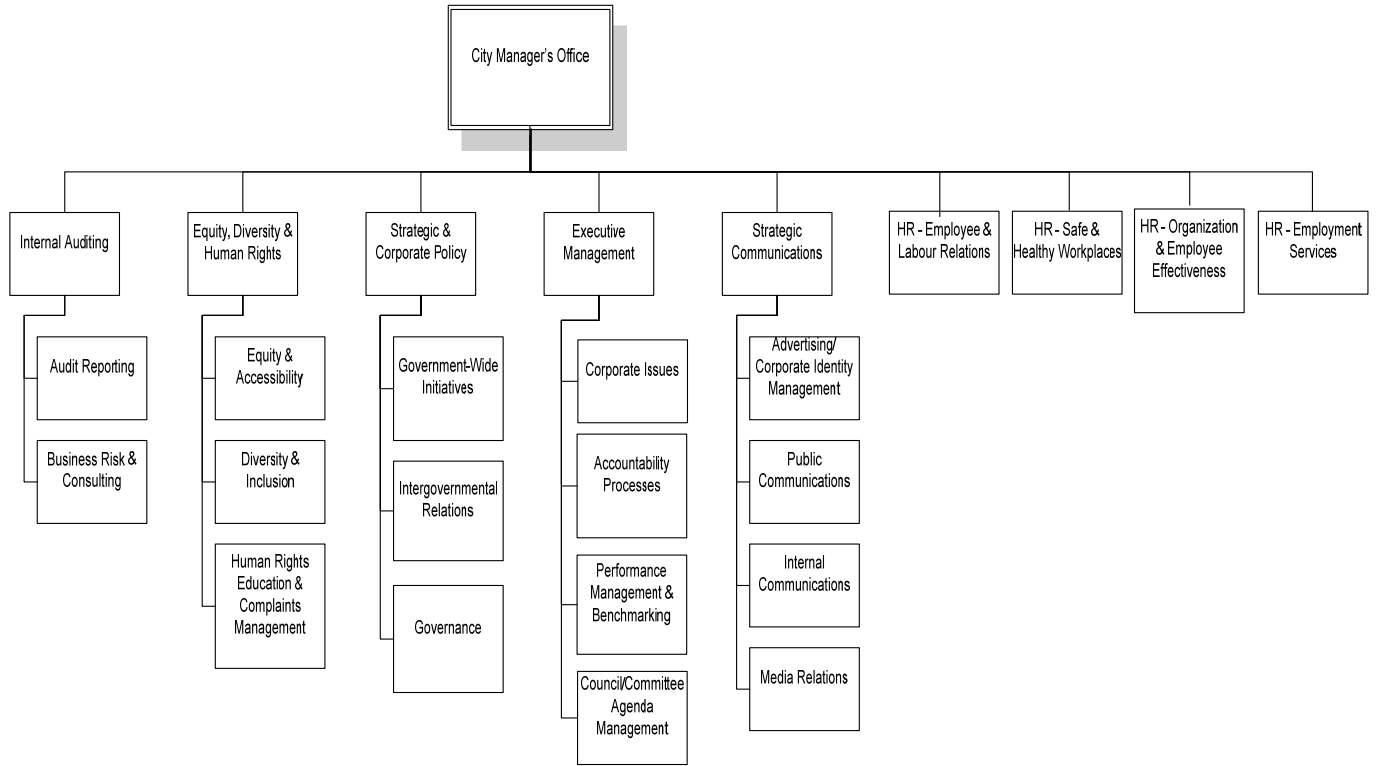 City Manager's Office
Internal Auditing
Equity, Diversity &
Human Rights
Strategic &
Corporate Policy
Executive
Management
Strategic
Communications
HR - Employee &
Labour Relations
HR - Safe &
Healthy Workplaces
HR - Organization
& Employee
Effectiveness
HR - Employment
Services
Audit Reporting
Business Risk &
Consulting
Equity &
Accessibility
Diversity &
Inclusion
Human Rights
Education &
Complaints
Management
Government-Wide
Initiatives
Intergovernmental
Relations
Governance
Corporate Issues
Accountability
Processes
Performance
Management &
Benchmarking
Council/Committee
Agenda
Management
Advertising/
Corporate Identity
Management
Public
Communications
Internal
Communications
Media Relations